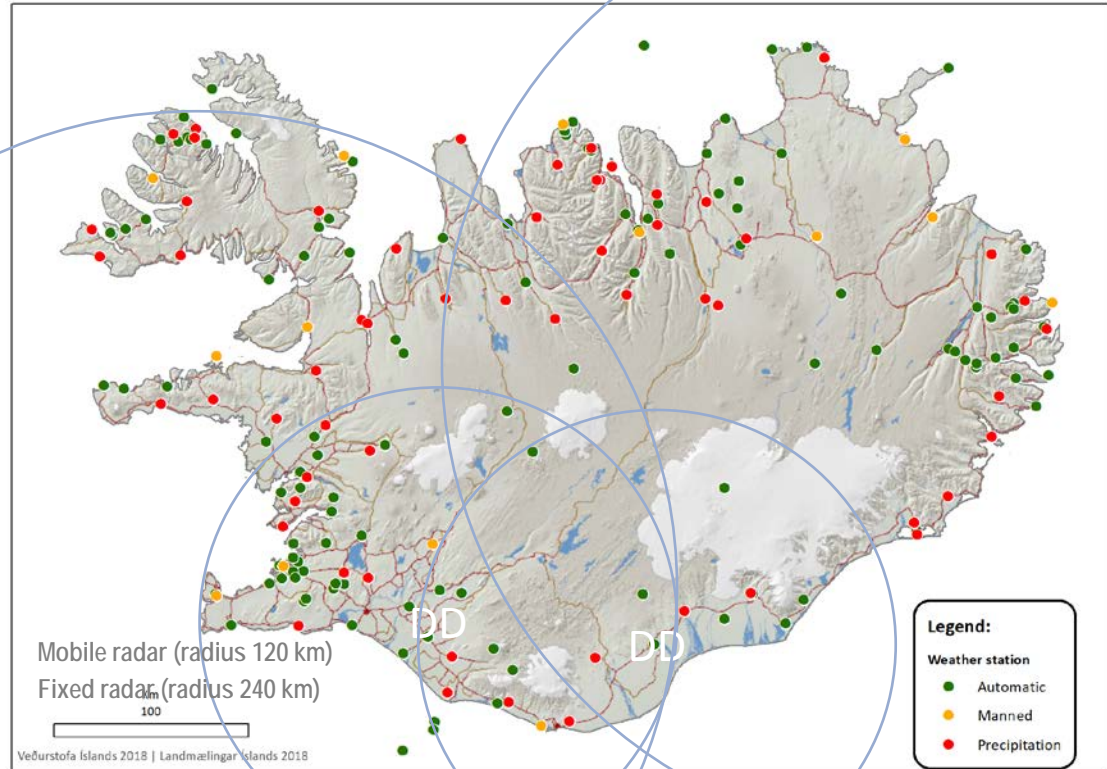 DD
DD
Mobile radar (radius 120 km)
Fixed radar (radius 240 km)
Km
100
Veðurstofa Íslands 2018 | Landmælingar Íslands 2018
Legend:
Weather station
Automatic
Manned
Precipitation